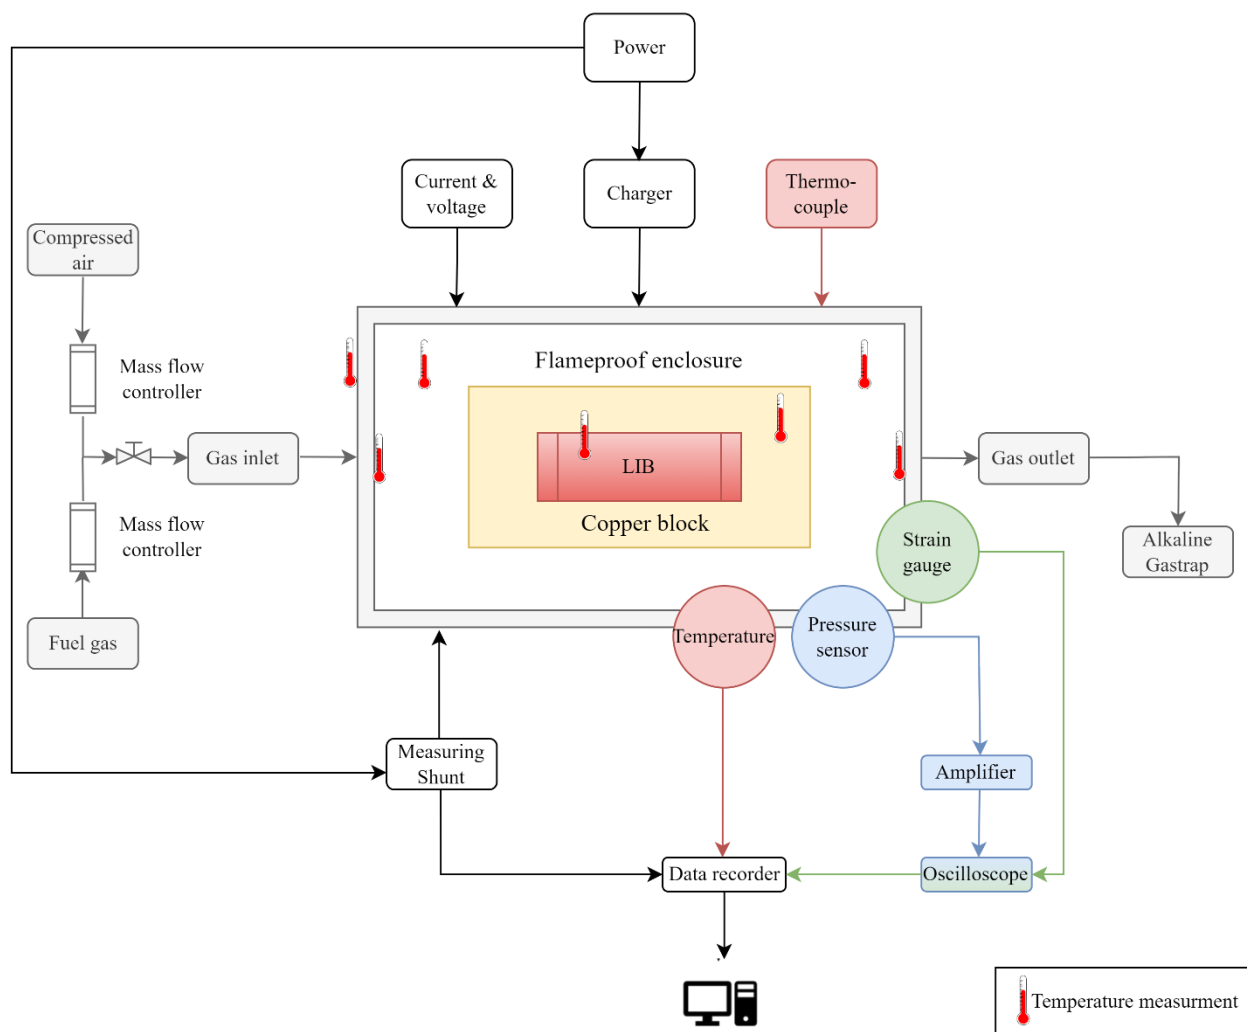 Power
Current &
voltage
Charger
Thermo-
couple
Compressed
air
Mass flow
controller
Flameproof enclosure
Gas inlet
LIB
Gas outlet
Copper block
Mass flow
controller
Strain
gauge
Alkaline
Gastrap
Fuel gas
Temperature
Pressure
sensor
Measuring
Shunt
Amplifier
Data recorder
Oscilloscope
Temperature measurment